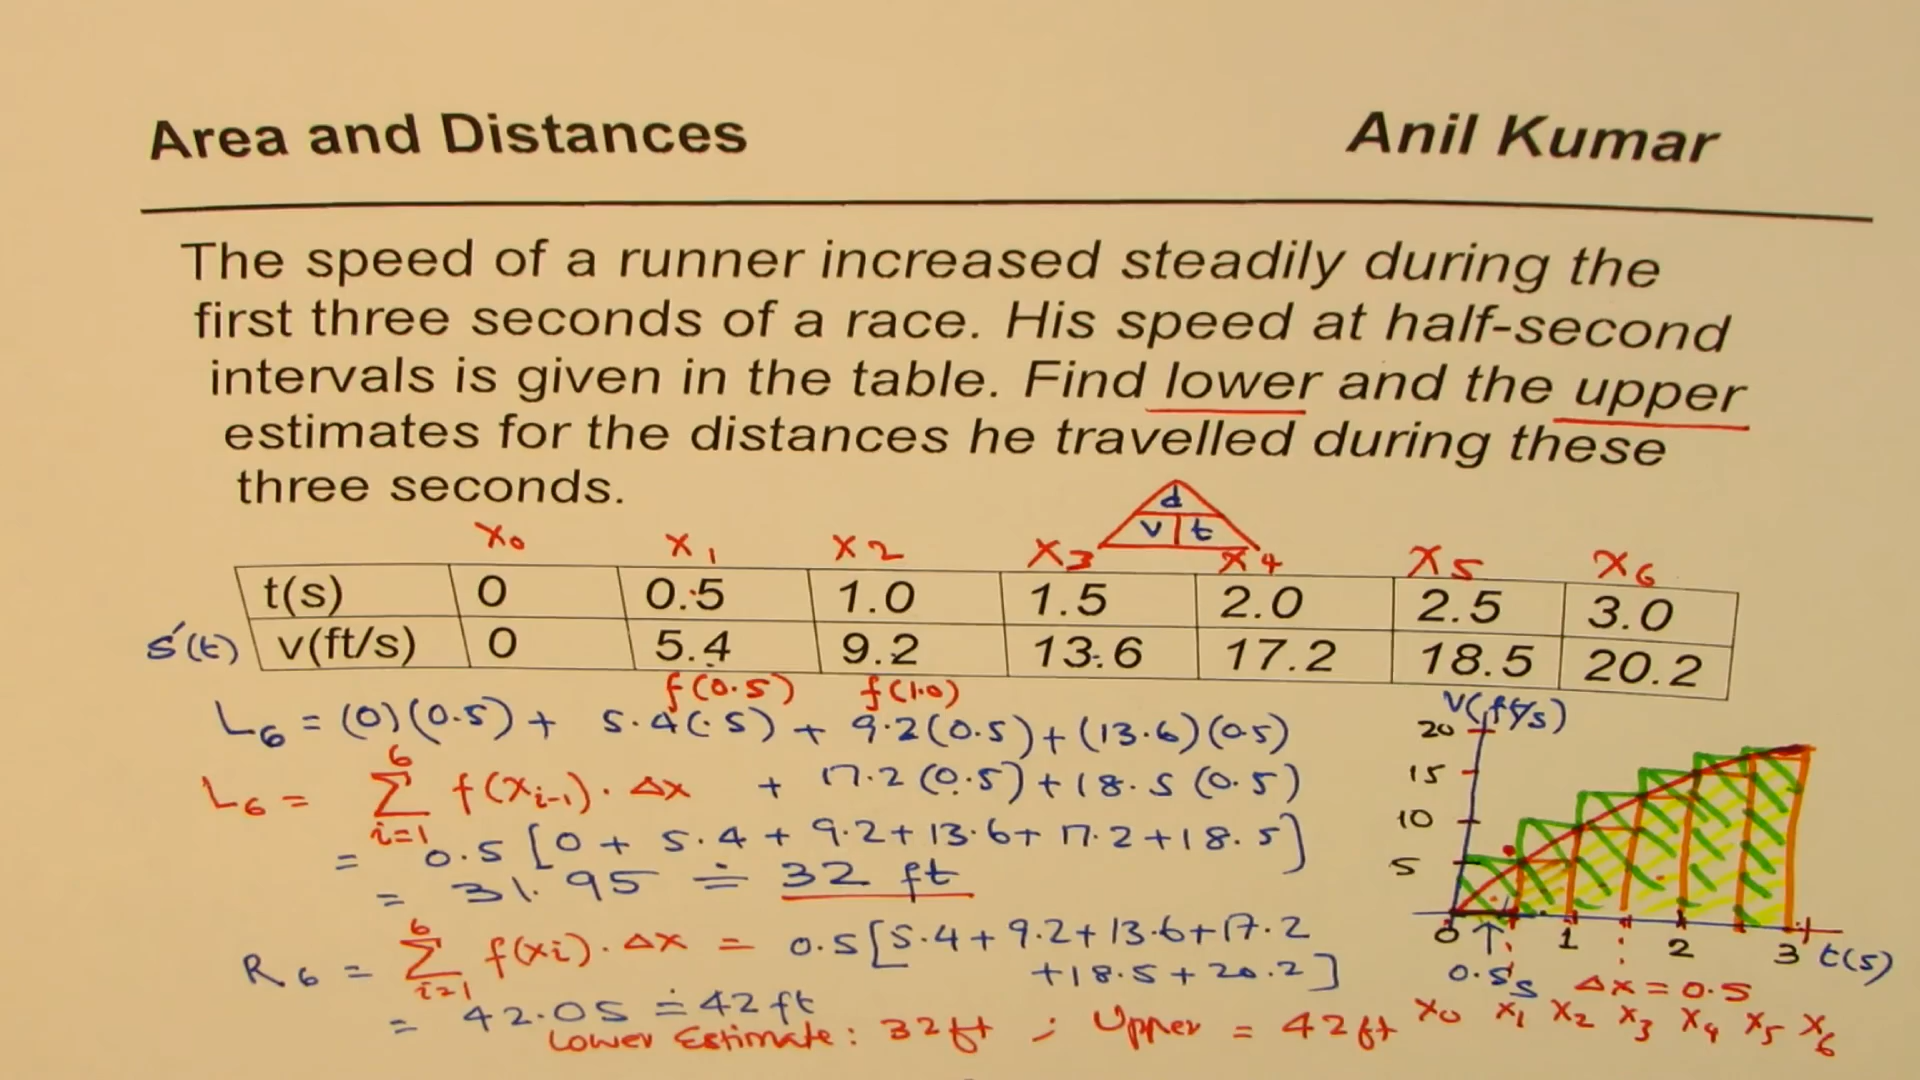 Area and Distances Anil Kumar
The speed of a runner increased steadily during the
first three seconds of a race. His speed at half-second
intervals is given in the table. Find lower and the upper
estimates for the distances he travelled during these
three seconds.
d
v t
x₀ x₁ x₂ x₃ x₄ x₅ x₆
t(s) 0 0.5 1.0 1.5 2.0 2.5 3.0
s'(t) v(ft/s) 0 5.4 9.2 13.6 17.2 18.5 20.2
f(0.5) f(1.0)
L₆ = (0)(0.5) + 5.4(.5) + 9.2(0.5) + (13.6)(0.5)
+ 17.2(0.5) + 18.5(0.5)
L₆ = 6 Σ i=1 f(xᵢ₋₁). Δx
= 0.5 [0 + 5.4 + 9.2 + 13.6 + 17.2 + 18.5]
= 31.95 ≐ 32 ft
R₆ = 6 Σ i=1 f(xi). Δx = 0.5[5.4 + 9.2 + 13.6 + 17.2
+ 18.5 + 20.2]
= 42.05 ≐ 42 ft
Lower Estimate : 32ft ; Upper = 42ft
v(ft/s)
20
15
10
5
0 1 2 3 t(s)
0.5s Δx = 0.5
x₀ x₁ x₂ x₃ x₄ x₅ x₆